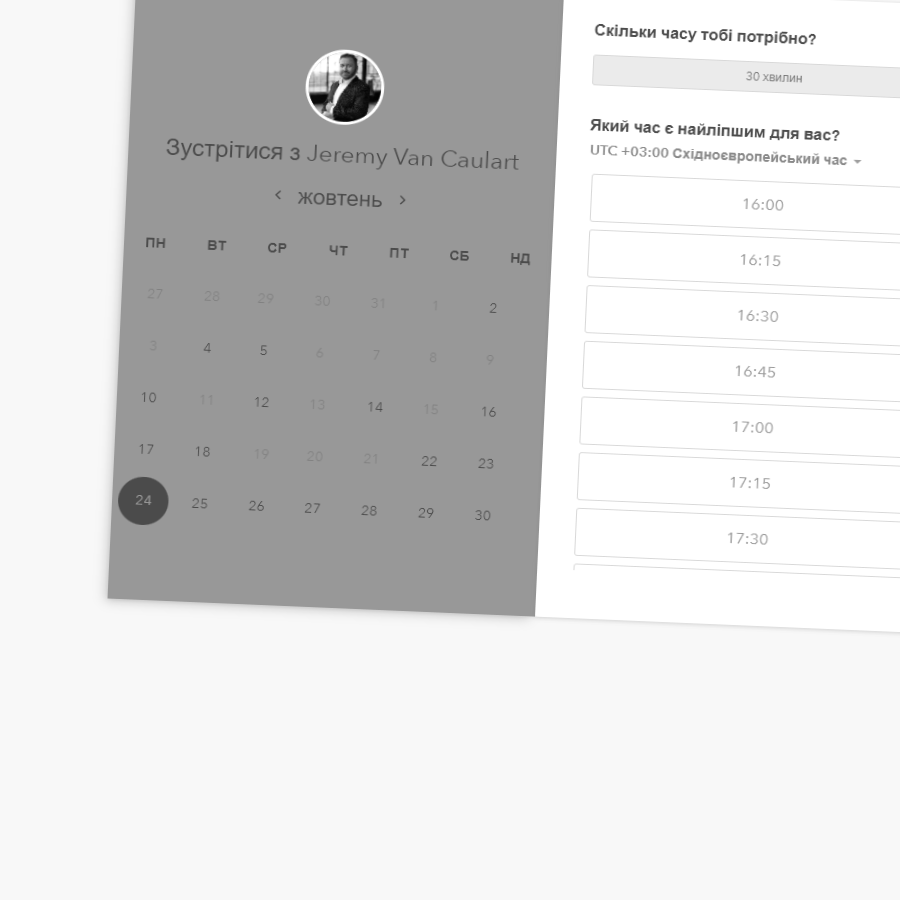 Зустрітися з Jeremy Van Caulart
жовтень
ПН ВТ СР ЧТ ПТ СБ НД
27 28 29 30 31 1 2
3 4 5 6 7 8 9
10 11 12 13 14 15 16
17 18 19 20 21 22 23
24 25 26 27 28 29 30
Скільки часу тобі потрібно?
30 хвилин
Який час є найліпшим для вас?
UTC +03:00 Східноєвропейський час
16:00
16:15
16:30
16:45
17:00
17:15
17:30